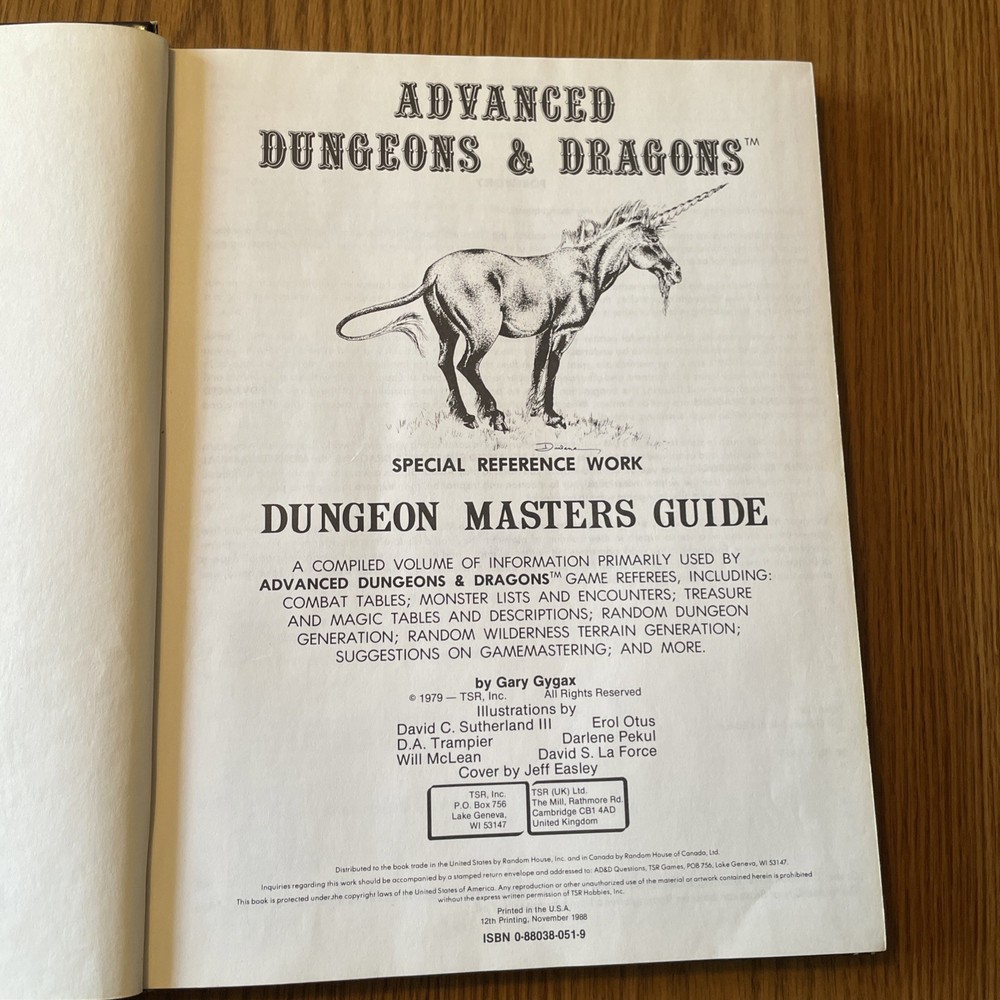 ADVANCED
DUNGEONS & DRAGONS™
Darlene
SPECIAL REFERENCE WORK
DUNGEON MASTERS GUIDE
A COMPILED VOLUME OF INFORMATION PRIMARILY USED BY
ADVANCED DUNGEONS & DRAGONS™ GAME REFEREES, INCLUDING:
COMBAT TABLES; MONSTER LISTS AND ENCOUNTERS; TREASURE
AND MAGIC TABLES AND DESCRIPTIONS; RANDOM DUNGEON
GENERATION; RANDOM WILDERNESS TERRAIN GENERATION;
SUGGESTIONS ON GAMEMASTERING; AND MORE.
by Gary Gygax
© 1979 — TSR, Inc. All Rights Reserved
Illustrations by
David C. Sutherland III Erol Otus
D.A. Trampier Darlene Pekul
Will McLean David S. La Force
Cover by Jeff Easley
TSR, Inc.
P.O. Box 756
Lake Geneva,
WI 53147
TSR (UK) Ltd.
The Mill, Rathmore Rd.
Cambridge CB1 4AD
United Kingdom
Distributed to the book trade in the United States by Random House, Inc. and in Canada by Random House of Canada, Ltd.
Inquiries regarding this work should be accompanied by a stamped return envelope and addressed to: AD&D Questions, TSR Games, POB 756, Lake Geneva, WI 53147.
This book is protected under the copyright laws of the United States of America. Any reproduction or other unauthorized use of the material or artwork contained herein is prohibited
without the express written permission of TSR Hobbies, Inc.
Printed in the U.S.A.
12th Printing, November 1988
ISBN 0-88038-051-9